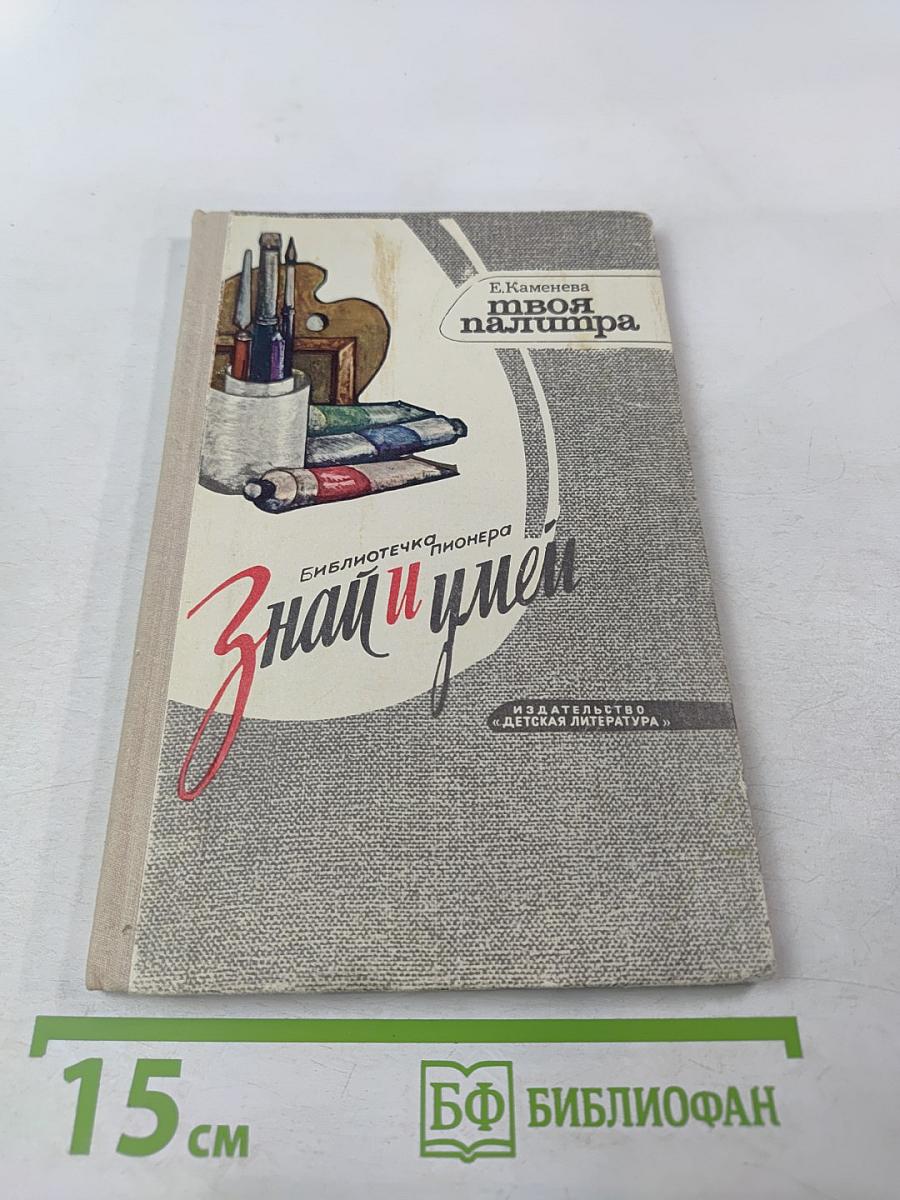 Е.Каменева
твоя
палитра
Библиотечка пионера
Знай и умей
ИЗДАТЕЛЬСТВО
«ДЕТСКАЯ ЛИТЕРАТУРА»
15 см
БФ БИБЛИОФАН